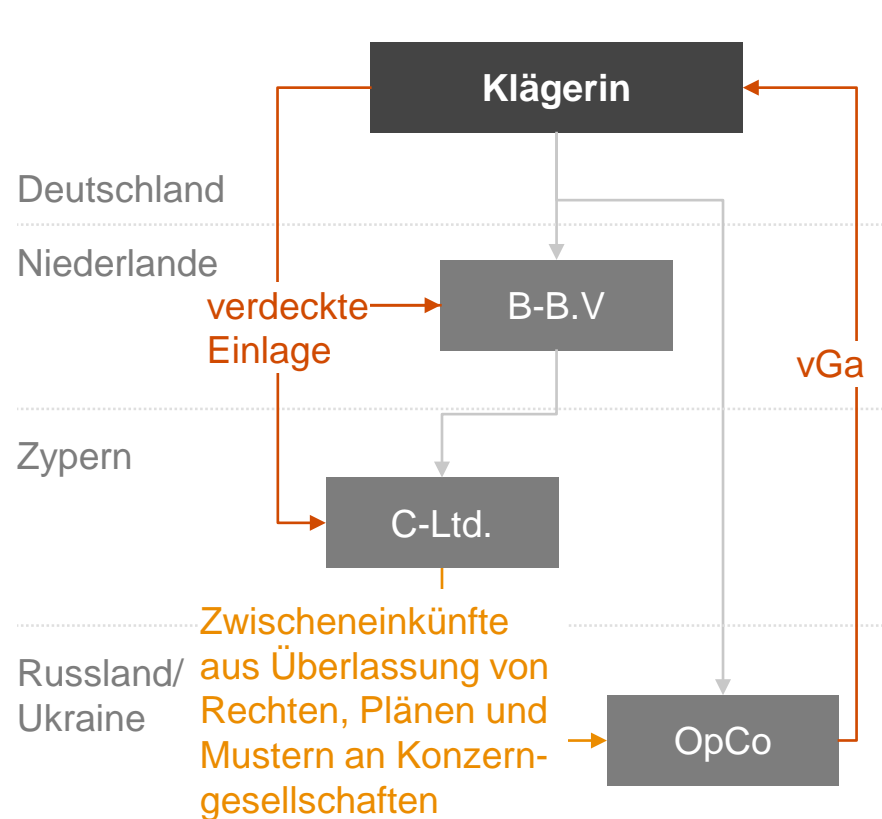 Klägerin
Deutschland
Niederlande
verdeckte
Einlage
B-B.V
vGa
Zypern
C-Ltd.
Zwischeneinkünfte
aus Überlassung von
Rechten, Plänen und
Mustern an Konzern-
gesellschaften
Russland/
Ukraine
OpCo